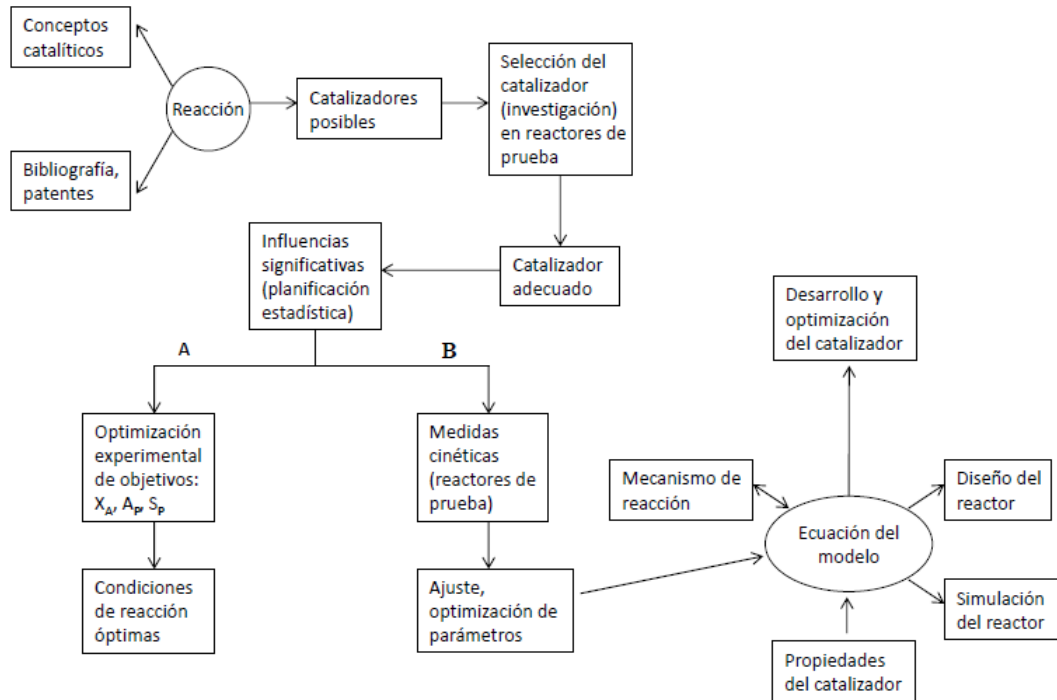 Conceptos
catalíticos
Reacción
Bibliografía,
patentes
Catalizadores
posibles
Selección del
catalizador
(investigación)
en reactores de
prueba
Influencias
significativas
(planificación
estadística)
Catalizador
adecuado
A
B
Optimización
experimental
de objetivos:
X_A, A_P, S_P
Medidas
cinéticas
(reactores de
prueba)
Condiciones
de reacción
óptimas
Ajuste,
optimización de
parámetros
Desarrollo y
optimización
del catalizador
Mecanismo de
reacción
Diseño del
reactor
Ecuación del
modelo
Simulación
del reactor
Propiedades
del catalizador